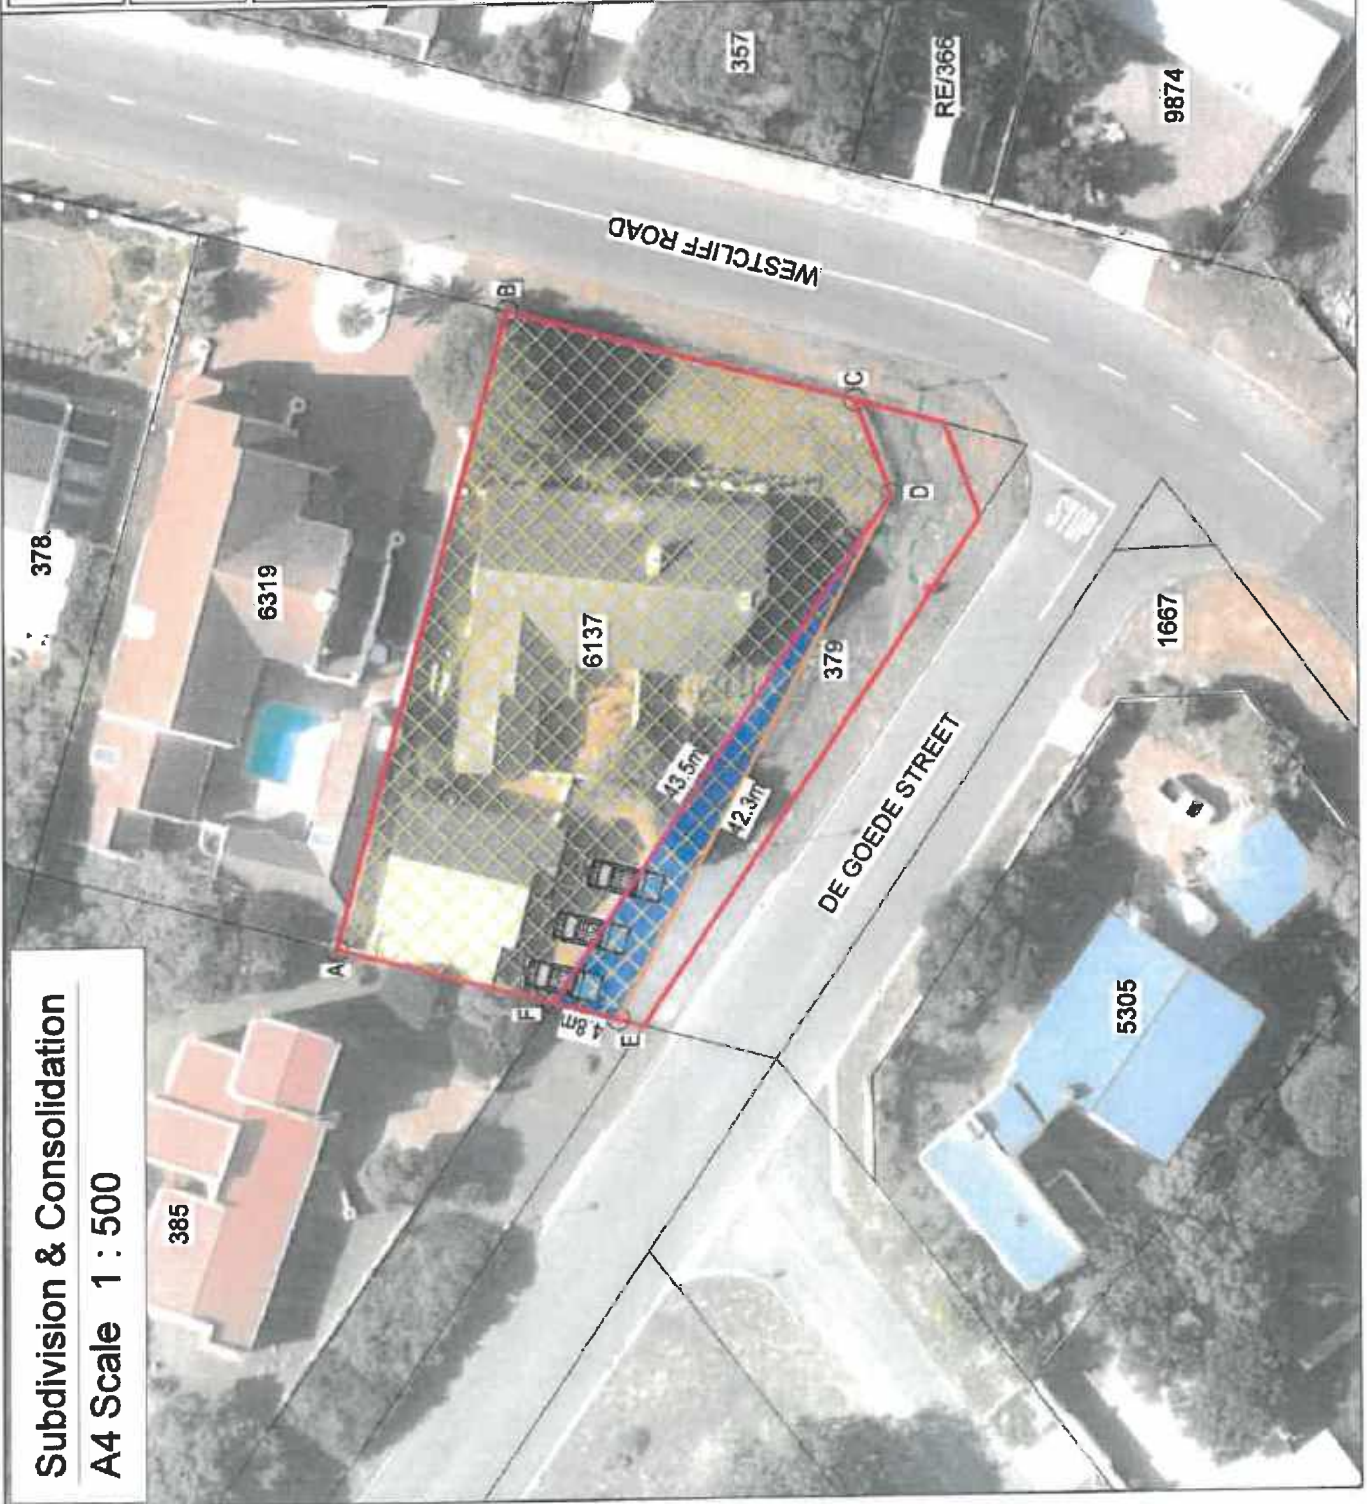 Subdivision & Consolidation
A4 Scale 1 : 500
378
6319
385
A
B
C
D
E
F
6137
379
43.5m
42.3m
4.8m
WESTCLIFF ROAD
DE GOEDE STREET
STOP
357
RE/366
9874
1667
5305